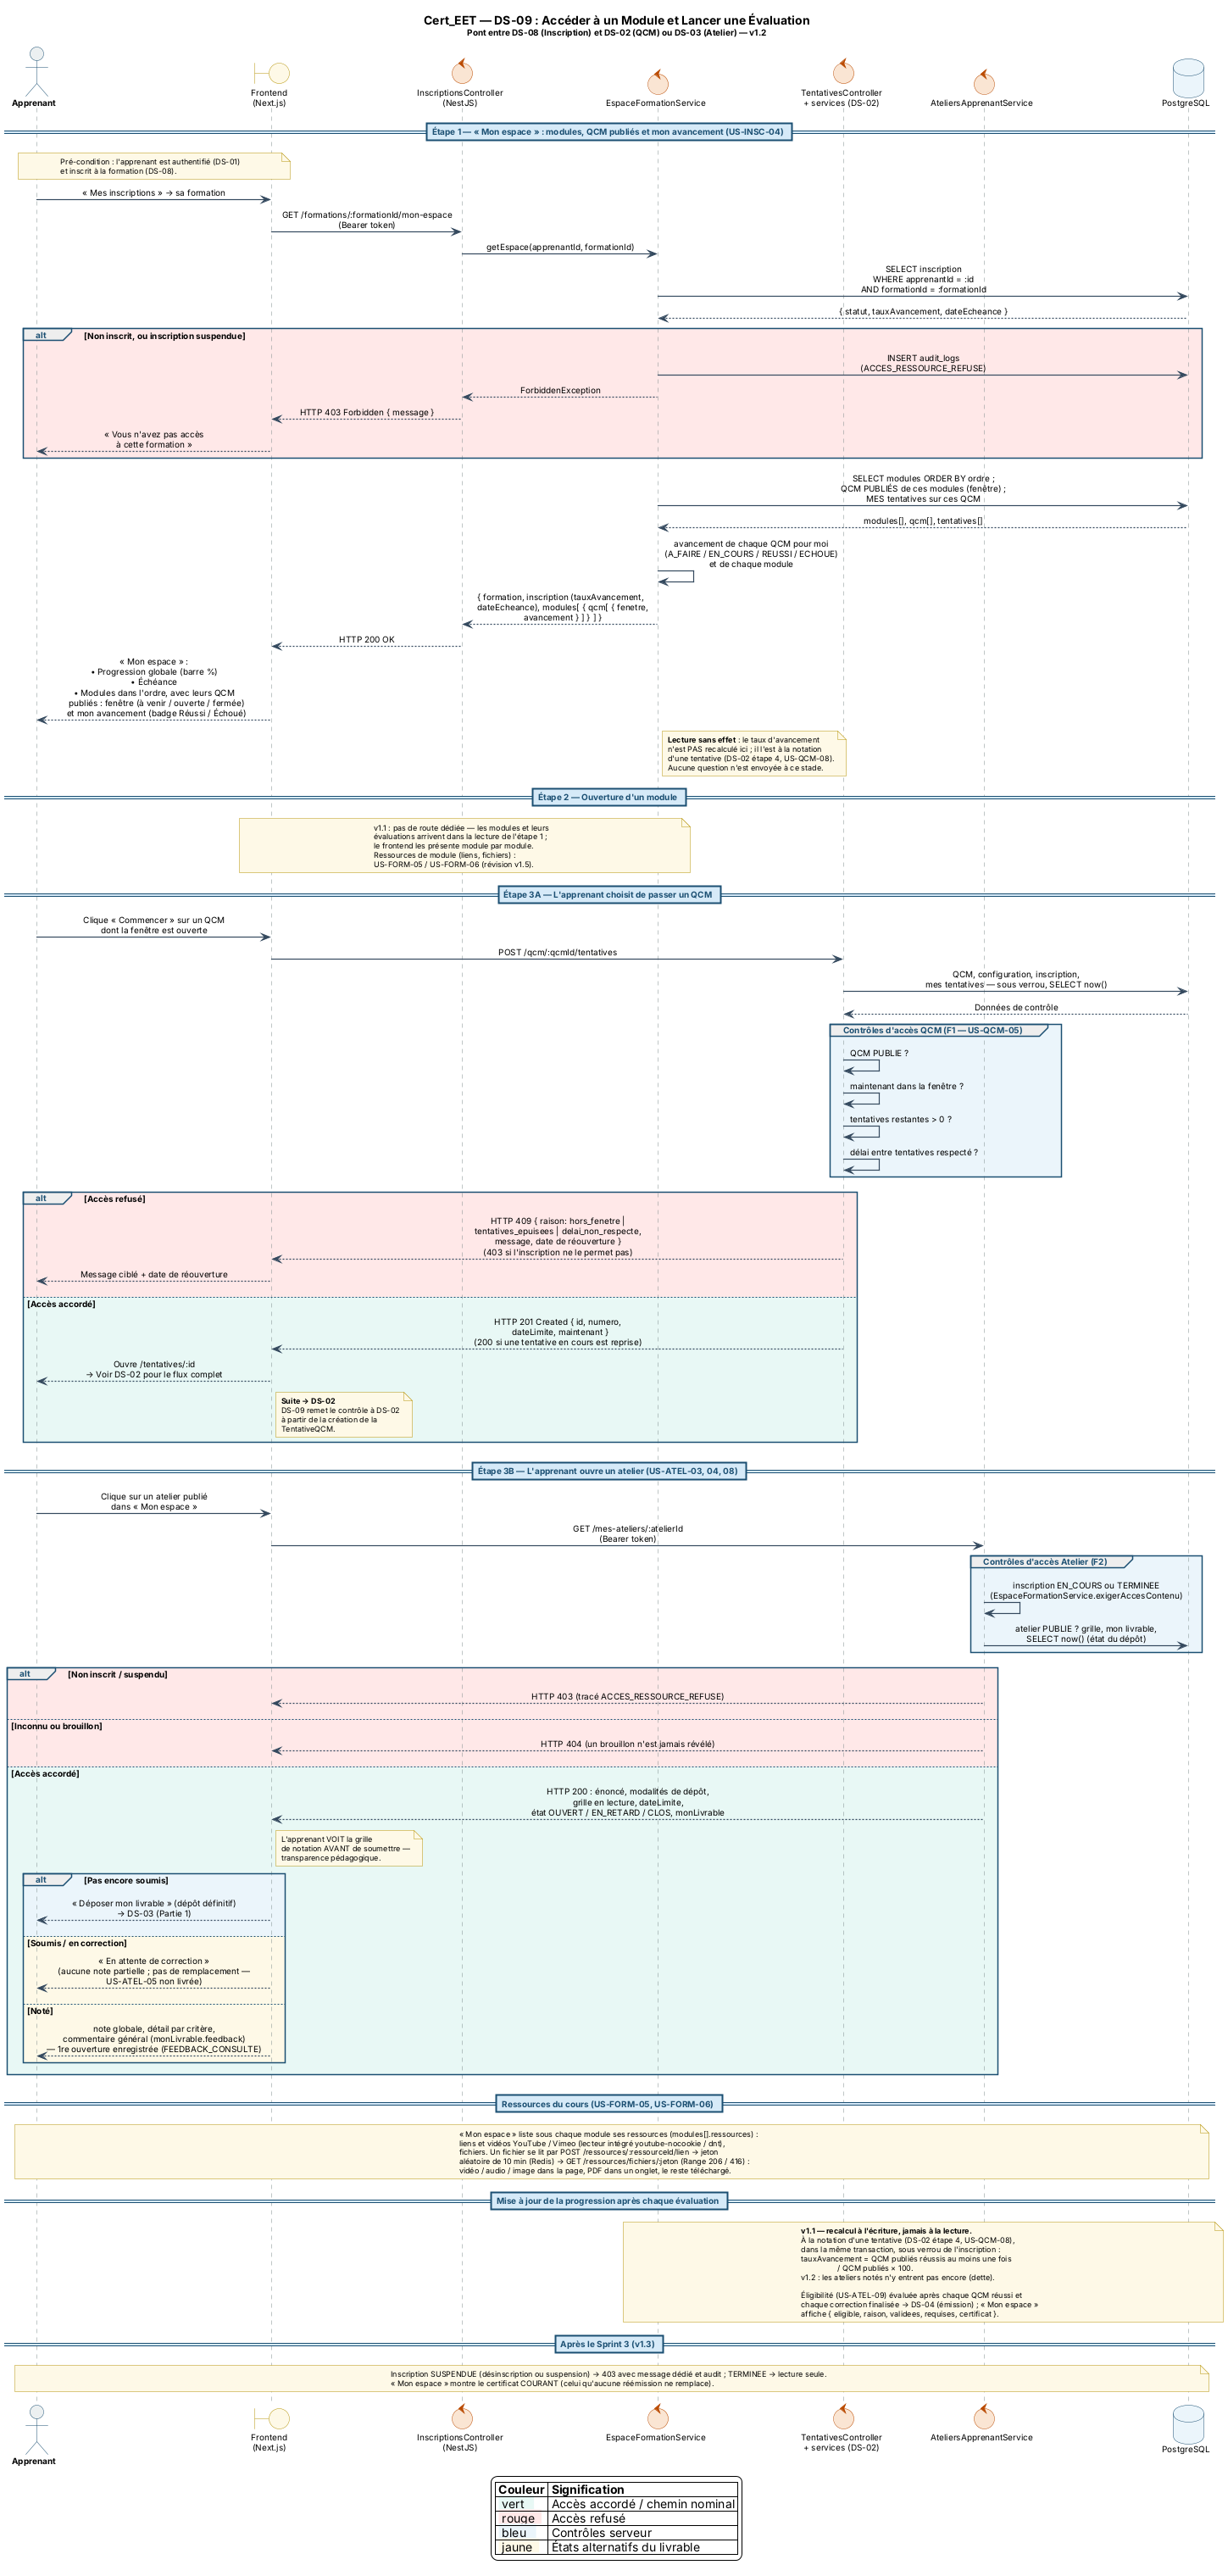 Cert_EET — DS-09 : Accéder à un Module et Lancer une Évaluation
Pont entre DS-08 (Inscription) et DS-02 (QCM) ou DS-03 (Atelier) — v1.2
Apprenant
Frontend
(Next.js)
InscriptionsController
(NestJS)
EspaceFormationService
TentativesController
+ services (DS-02)
AteliersApprenantService
PostgreSQL
Étape 1 — « Mon espace » : modules, QCM publiés et mon avancement (US-INSC-04)
Pré-condition : l'apprenant est authentifié (DS-01)
et inscrit à la formation (DS-08).
« Mes inscriptions » → sa formation
GET /formations/:formationId/mon-espace
(Bearer token)
getEspace(apprenantId, formationId)
SELECT inscription
WHERE apprenantId = :id
AND formationId = :formationId
{ statut, tauxAvancement, dateEcheance }
alt
[Non inscrit, ou inscription suspendue]
INSERT audit_logs
(ACCES_RESSOURCE_REFUSE)
ForbiddenException
HTTP 403 Forbidden { message }
« Vous n'avez pas accès
à cette formation »
SELECT modules ORDER BY ordre ;
QCM PUBLIÉS de ces modules (fenêtre) ;
MES tentatives sur ces QCM
modules[], qcm[], tentatives[]
avancement de chaque QCM pour moi
(A_FAIRE / EN_COURS / REUSSI / ECHOUE)
et de chaque module
{ formation, inscription (tauxAvancement,
dateEcheance), modules[ { qcm[ { fenetre,
avancement } ] } ] }
HTTP 200 OK
« Mon espace » :
• Progression globale (barre %)
• Échéance
• Modules dans l'ordre, avec leurs QCM
publiés : fenêtre (à venir / ouverte / fermée)
et mon avancement (badge Réussi / Échoué)
Lecture sans effet : le taux d'avancement
n'est PAS recalculé ici ; il l'est à la notation
d'une tentative (DS-02 étape 4, US-QCM-08).
Aucune question n'est envoyée à ce stade.
Étape 2 — Ouverture d'un module
v1.1 : pas de route dédiée — les modules et leurs
évaluations arrivent dans la lecture de l'étape 1 ;
le frontend les présente module par module.
Ressources de module (liens, fichiers) :
US-FORM-05 / US-FORM-06 (révision v1.5).
Étape 3A — L'apprenant choisit de passer un QCM
Clique « Commencer » sur un QCM
dont la fenêtre est ouverte
POST /qcm/:qcmId/tentatives
QCM, configuration, inscription,
mes tentatives — sous verrou, SELECT now()
Données de contrôle
Contrôles d'accès QCM (F1 — US-QCM-05)
QCM PUBLIE ?
maintenant dans la fenêtre ?
tentatives restantes > 0 ?
délai entre tentatives respecté ?
alt
[Accès refusé]
HTTP 409 { raison: hors_fenetre |
tentatives_epuisees | delai_non_respecte,
message, date de réouverture }
(403 si l'inscription ne le permet pas)
Message ciblé + date de réouverture
[Accès accordé]
HTTP 201 Created { id, numero,
dateLimite, maintenant }
(200 si une tentative en cours est reprise)
Ouvre /tentatives/:id
→ Voir DS-02 pour le flux complet
Suite → DS-02
DS-09 remet le contrôle à DS-02
à partir de la création de la
TentativeQCM.
Étape 3B — L'apprenant ouvre un atelier (US-ATEL-03, 04, 08)
Clique sur un atelier publié
dans « Mon espace »
GET /mes-ateliers/:atelierId
(Bearer token)
Contrôles d'accès Atelier (F2)
inscription EN_COURS ou TERMINEE
(EspaceFormationService.exigerAccesContenu)
atelier PUBLIE ? grille, mon livrable,
SELECT now() (état du dépôt)
alt
[Non inscrit / suspendu]
HTTP 403 (tracé ACCES_RESSOURCE_REFUSE)
[Inconnu ou brouillon]
HTTP 404 (un brouillon n'est jamais révélé)
[Accès accordé]
HTTP 200 : énoncé, modalités de dépôt,
grille en lecture, dateLimite,
état OUVERT / EN_RETARD / CLOS, monLivrable
L'apprenant VOIT la grille
de notation AVANT de soumettre —
transparence pédagogique.
alt
[Pas encore soumis]
« Déposer mon livrable » (dépôt définitif)
→ DS-03 (Partie 1)
[Soumis / en correction]
« En attente de correction »
(aucune note partielle ; pas de remplacement —
US-ATEL-05 non livrée)
[Noté]
note globale, détail par critère,
commentaire général (monLivrable.feedback)
— 1re ouverture enregistrée (FEEDBACK_CONSULTE)
Ressources du cours (US-FORM-05, US-FORM-06)
« Mon espace » liste sous chaque module ses ressources (modules[].ressources) :
liens et vidéos YouTube / Vimeo (lecteur intégré youtube-nocookie / dnt),
fichiers. Un fichier se lit par POST /ressources/:ressourceId/lien → jeton
aléatoire de 10 min (Redis) → GET /ressources/fichiers/:jeton (Range 206 / 416) :
vidéo / audio / image dans la page, PDF dans un onglet, le reste téléchargé.
Mise à jour de la progression après chaque évaluation
v1.1 — recalcul à l'écriture, jamais à la lecture.
À la notation d'une tentative (DS-02 étape 4, US-QCM-08),
dans la même transaction, sous verrou de l'inscription :
tauxAvancement = QCM publiés réussis au moins une fois
/ QCM publiés × 100.
v1.2 : les ateliers notés n'y entrent pas encore (dette).
Éligibilité (US-ATEL-09) évaluée après chaque QCM réussi et
chaque correction finalisée → DS-04 (émission) ; « Mon espace »
affiche { eligible, raison, validees, requises, certificat }.
Après le Sprint 3 (v1.3)
Inscription SUSPENDUE (désinscription ou suspension) → 403 avec message dédié et audit ; TERMINEE → lecture seule.
« Mon espace » montre le certificat COURANT (celui qu'aucune réémission ne remplace).
Apprenant
Frontend
(Next.js)
InscriptionsController
(NestJS)
EspaceFormationService
TentativesController
+ services (DS-02)
AteliersApprenantService
PostgreSQL
Couleur Signification
vert Accès accordé / chemin nominal
rouge Accès refusé
bleu Contrôles serveur
jaune États alternatifs du livrable